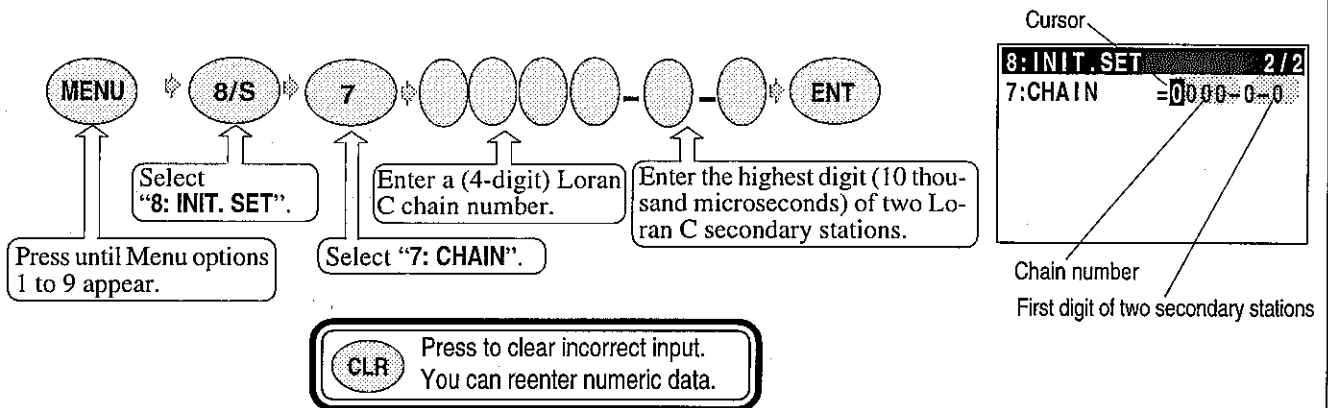 Cursor
MENU 8/S 7 - - ENT
8: INIT. SET 2/2
7:CHAIN =0000-0-0
Select
“8: INIT. SET”.
Enter a (4-digit) Loran
C chain number.
Enter the highest digit (10 thou-
sand microseconds) of two Lo-
ran C secondary stations.
Press until Menu options
1 to 9 appear.
Select “7: CHAIN”.
Chain number
First digit of two secondary stations
CLR
Press to clear incorrect input.
You can reenter numeric data.